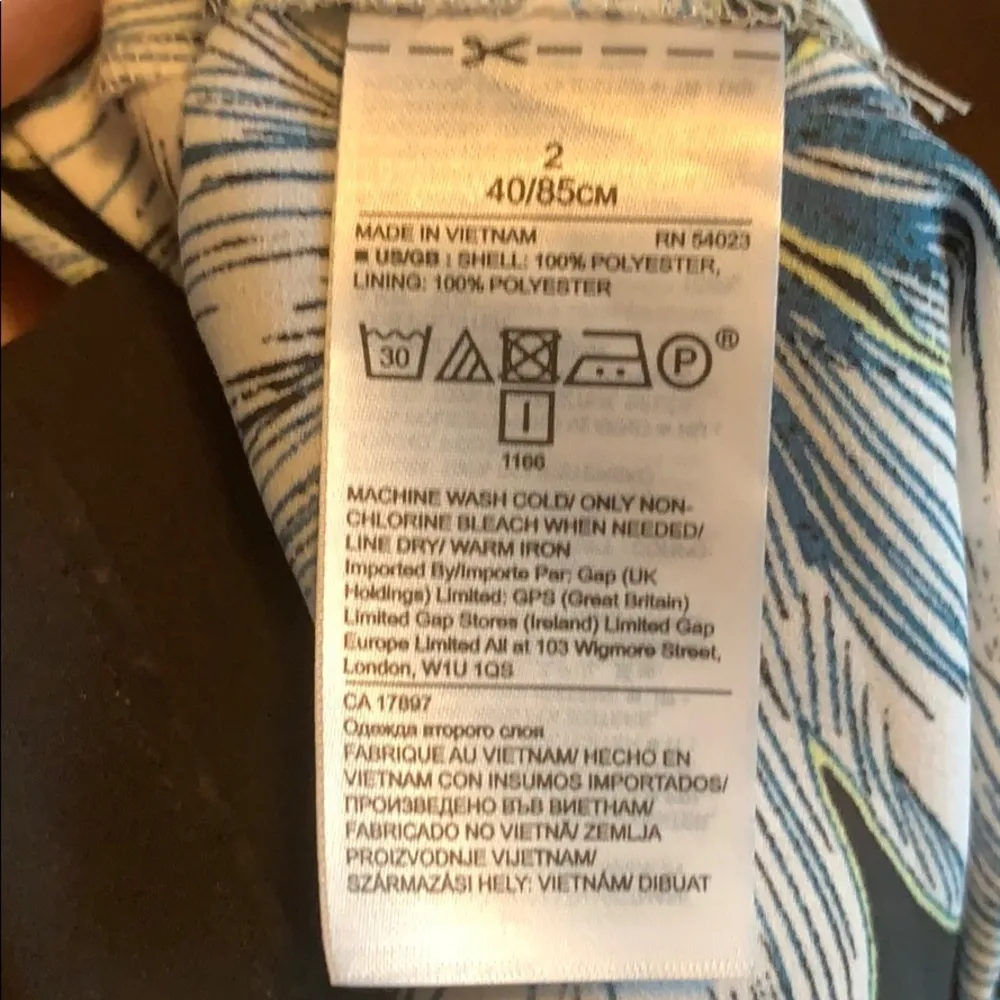 2
40/85CM
MADE IN VIETNAM RN 54023
■ US/GB : SHELL: 100% POLYESTER,
LINING: 100% POLYESTER
30 P ®
1166
MACHINE WASH COLD/ ONLY NON-
CHLORINE BLEACH WHEN NEEDED/
LINE DRY/ WARM IRON
Imported By/Importe Par: Gap (UK
Holdings) Limited; GPS (Great Britain)
Limited Gap Stores (Ireland) Limited Gap
Europe Limited All at 103 Wigmore Street,
London, W1U 1QS
CA 17897
Одежда второго слоя
FABRIQUE AU VIETNAM/ HECHO EN
VIETNAM CON INSUMOS IMPORTADOS/
ПРОИЗВЕДЕНО ВЪВ ВИЕТНАМ/
FABRICADO NO VIETNÃ/ ZEMLJA
PROIZVODNJE VIJETNAM/
SZÁRMAZÁSI HELY: VIETNÁM/ DIBUAT